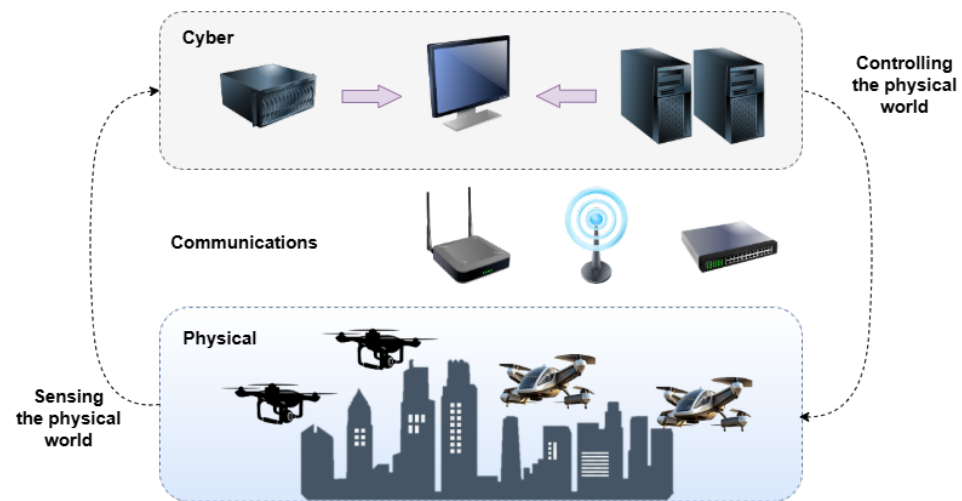 Cyber
Controlling
the physical
world
Communications
Physical
Sensing
the physical
world